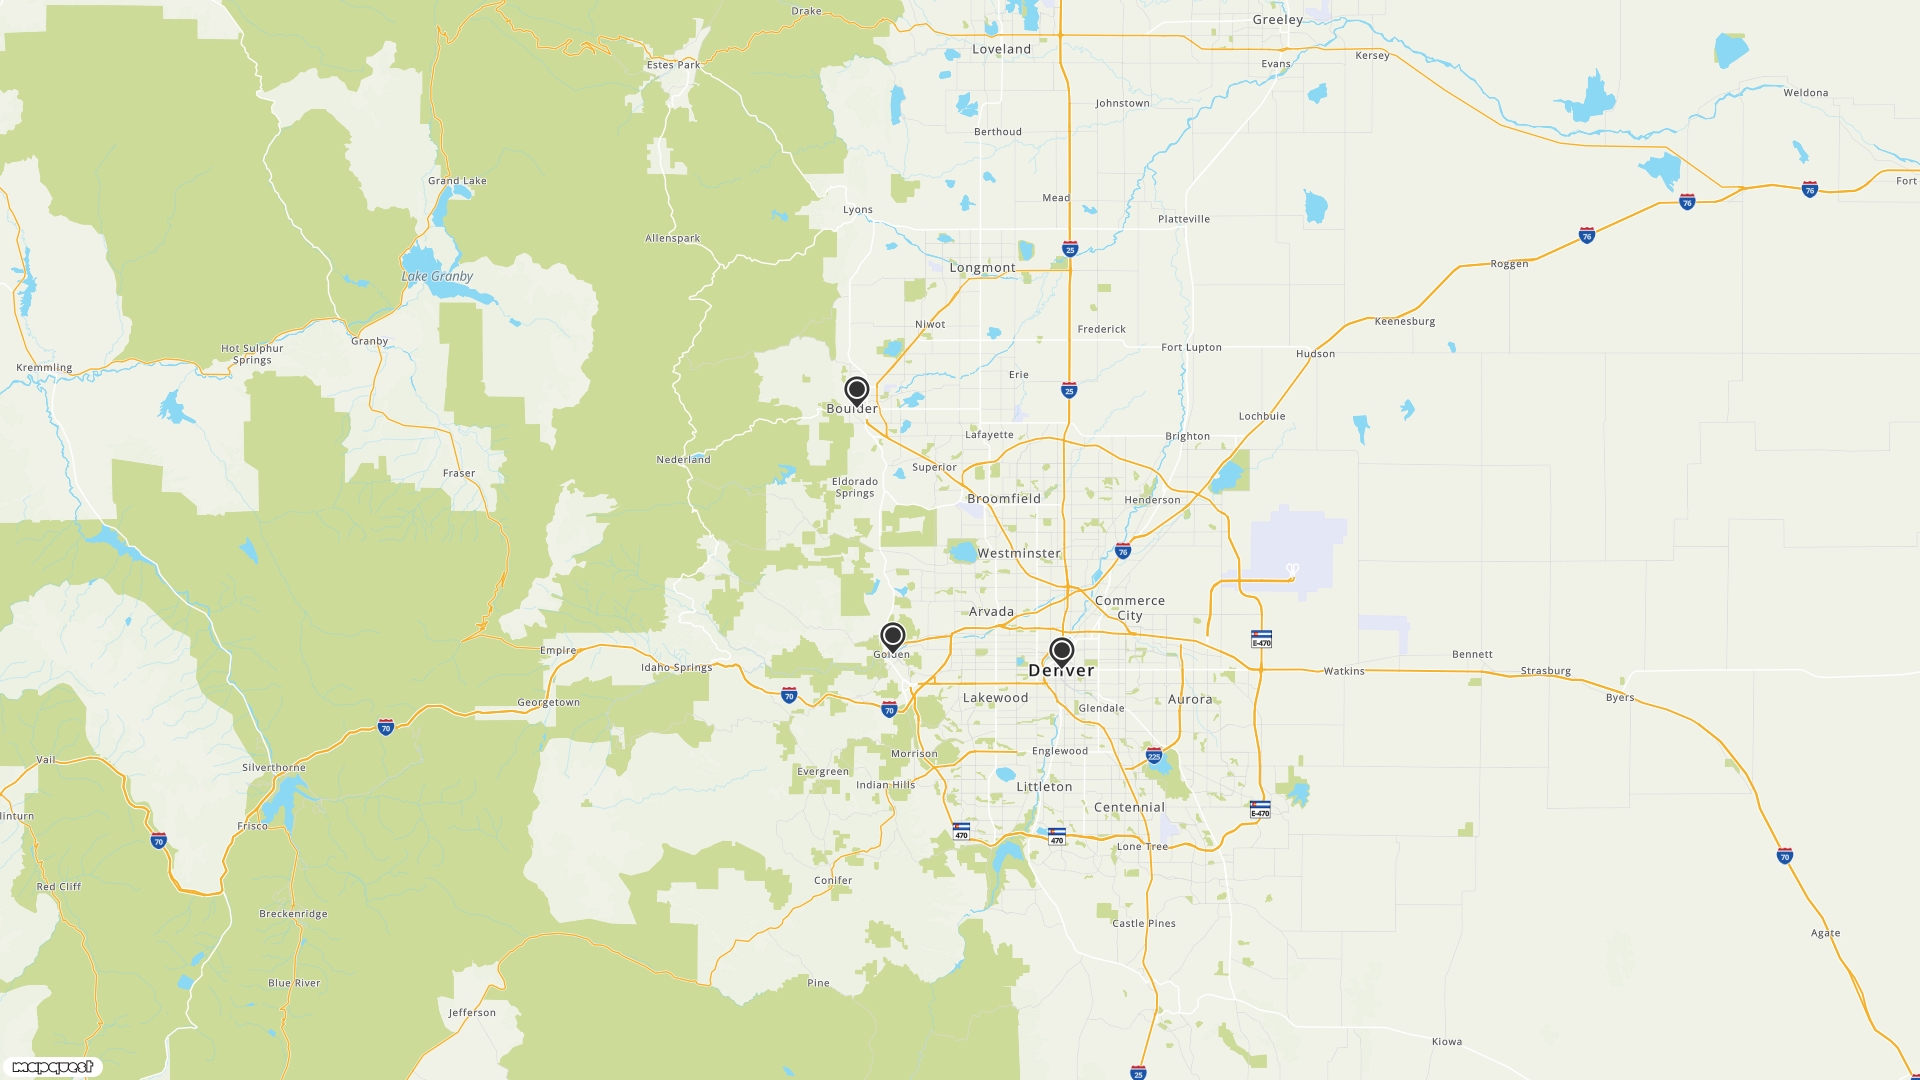 Drake
Greeley
Loveland
Estes Park
Evans
Kersey
Weldona
Johnstown
Berthoud
Grand Lake
Fort
76
76
Mead
Lyons
Platteville
76
Allenspark
25
Roggen
Longmont
Lake Granby
Niwot
Frederick
Keenesburg
Granby
Hot Sulphur
Springs
Fort Lupton
Hudson
Kremmling
Erie
25
Boulder
Lochbuie
Lafayette
Brighton
Nederland
Superior
Fraser
Eldorado
Springs
Broomfield
Henderson
Westminster
76
Commerce
City
Arvada
E-470
Empire
Golden
Bennett
Idaho Springs
Denver
Watkins
Strasburg
70
Lakewood
Aurora
Byers
Georgetown
70
Glendale
70
Morrison
Englewood
225
Vail
Silverthorne
Evergreen
Indian Hills
Littleton
Centennial
E-470
linturn
Frisco
70
470
470
Lone Tree
70
Conifer
Red Cliff
Breckenridge
Castle Pines
Agate
Blue River
Pine
Jefferson
Kiowa
mapquest
25